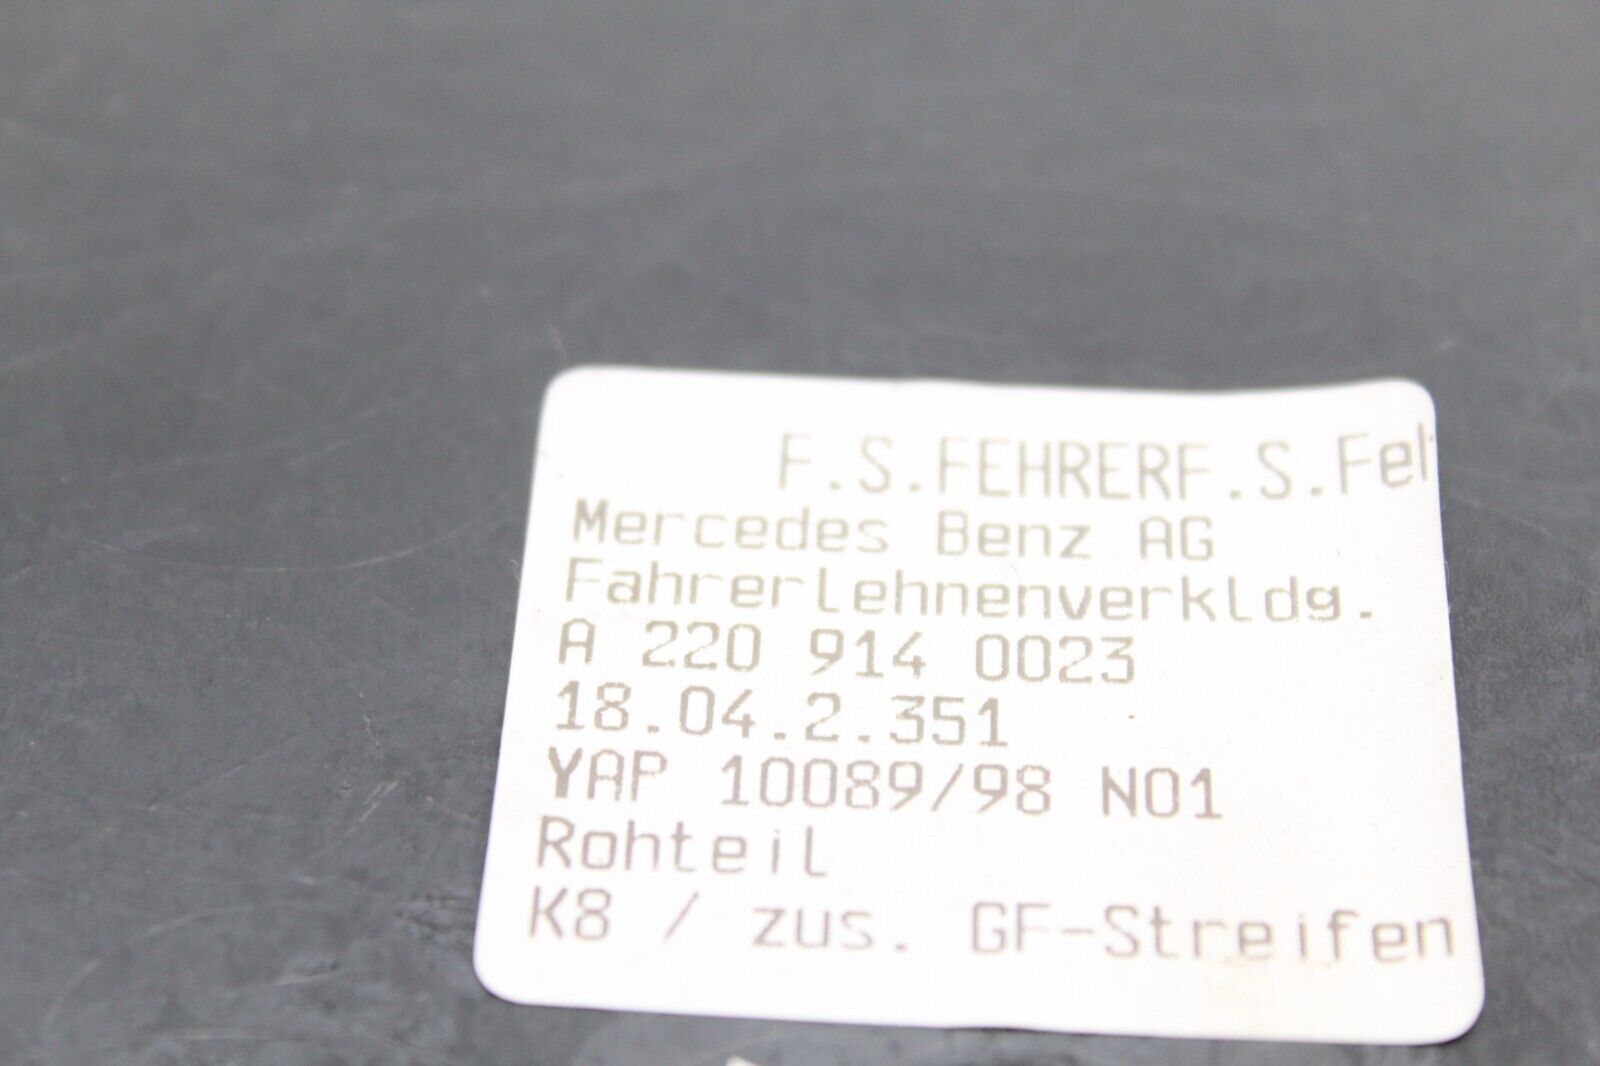 F.S.FEHRERF.S.Fe
Mercedes Benz AG
Fahrerlehnenverkldg.
A 220 914 0023
18.04.2.351
YAP 10089/98 N01
Rohteil
K8 / zus. GF-Streifen